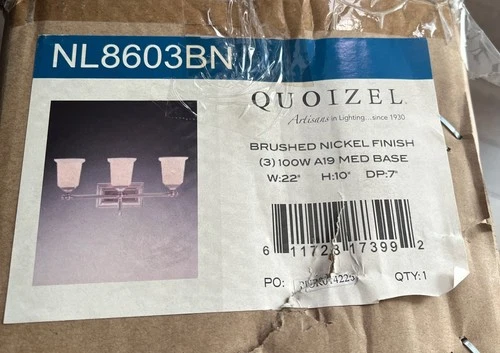 NL8603BN
QUOIZEL
Artisans in Lighting...since 1930
BRUSHED NICKEL FINISH
(3) 100W A19 MED BASE
W:22" H:10" DP:7"
6 11728 17399 2
PO: QTY:1